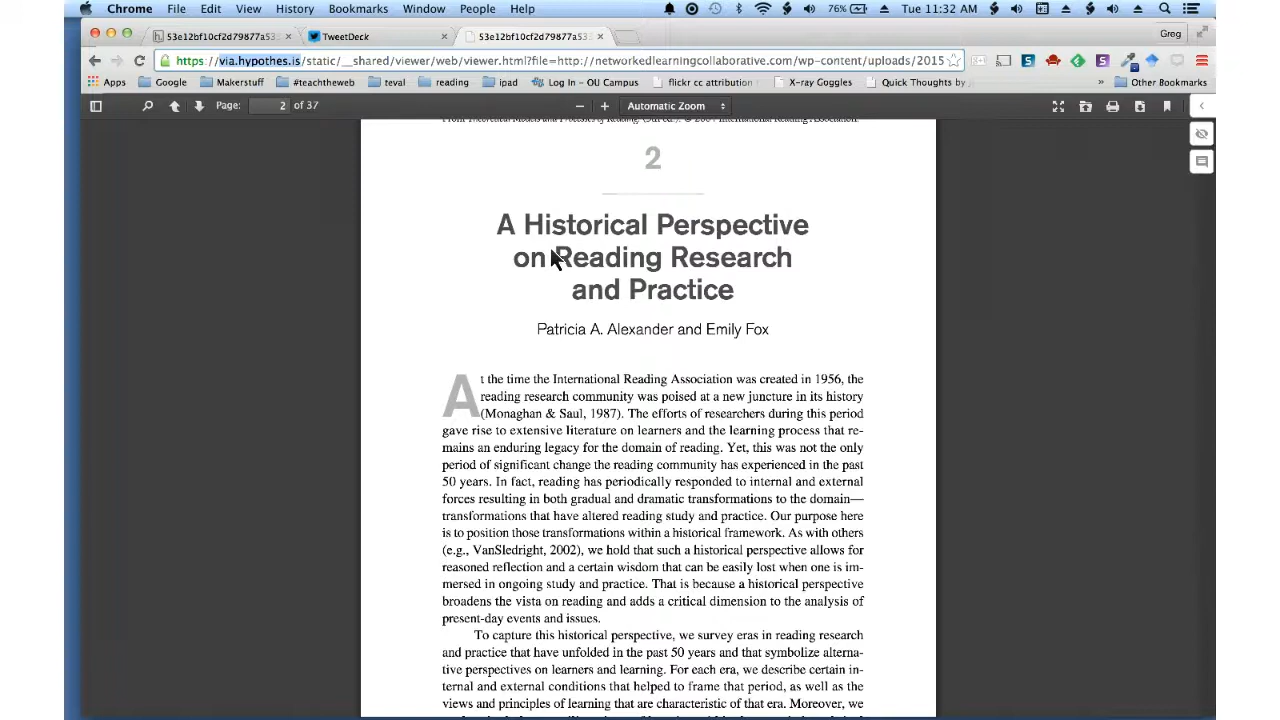 Chrome File Edit View History Bookmarks Window People Help 76% Tue 11:32 AM
53e12bf10cf2d79877a53 TweetDeck 53e12bf10cf2d79877a53 Greg
https://via.hypothes.is/static/__shared/viewer/web/viewer.html?file=http://networkedlearningcollaborative.com/wp-content/uploads/2015
Apps Google Makerstuff #teachtheweb teval reading ipad Log In - OU Campus flickr cc attribution X-ray Goggles Quick Thoughts by » Other Bookmarks
Page: 2 of 37 Automatic Zoom
From Theoretical Models and Processes of Reading, International Reading Association.
2
A Historical Perspective
on Reading Research
and Practice
Patricia A. Alexander and Emily Fox
At the time the International Reading Association was created in 1956, the
reading research community was poised at a new juncture in its history
(Monaghan & Saul, 1987). The efforts of researchers during this period
gave rise to extensive literature on learners and the learning process that re-
mains an enduring legacy for the domain of reading. Yet, this was not the only
period of significant change the reading community has experienced in the past
50 years. In fact, reading has periodically responded to internal and external
forces resulting in both gradual and dramatic transformations to the domain—
transformations that have altered reading study and practice. Our purpose here
is to position those transformations within a historical framework. As with others
(e.g., VanSledright, 2002), we hold that such a historical perspective allows for
reasoned reflection and a certain wisdom that can be easily lost when one is im-
mersed in ongoing study and practice. That is because a historical perspective
broadens the vista on reading and adds a critical dimension to the analysis of
present-day events and issues.
To capture this historical perspective, we survey eras in reading research
and practice that have unfolded in the past 50 years and that symbolize alterna-
tive perspectives on learners and learning. For each era, we describe certain in-
ternal and external conditions that helped to frame that period, as well as the
views and principles of learning that are characteristic of that era. Moreover, we